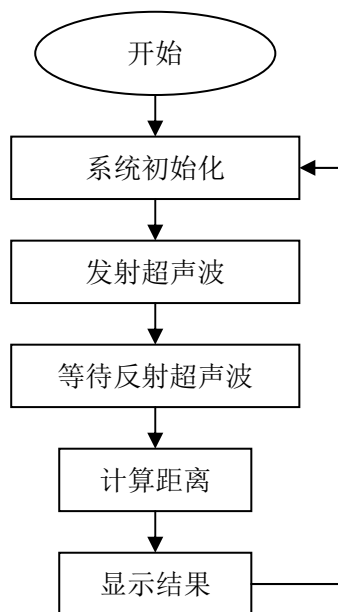 开始
系统初始化
发射超声波
等待反射超声波
计算距离
显示结果